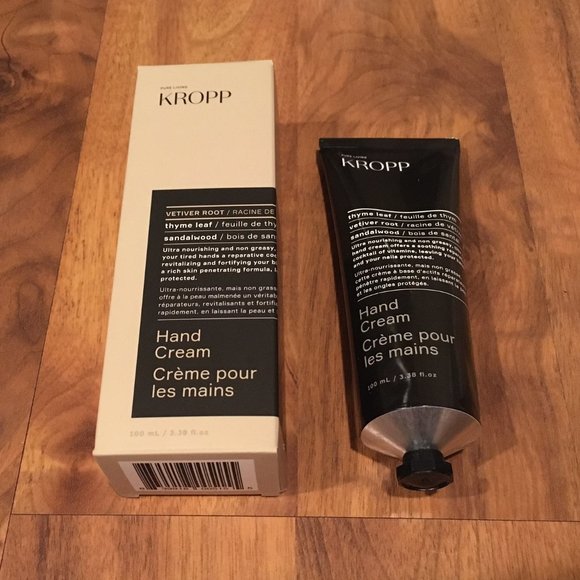 PURE LIVING
KROPP
VETIVER ROOT / RACINE DE
thyme leaf / feuille de thy
sandalwood / bois de san
Ultra nourishing and non greasy,
your tired hands a reparative coc
revitalizing and fortifying your b
a rich skin penetrating formula, l
protected.
Ultra-nourrissante, mais non grass
offre à la peau malmenée un véritab
réparateurs, revitalisants et fortifi
rapidement, en laissant la peau et
Hand
Cream
Crème pour
les mains
100 mL / 3.38 fl.oz
PURE LIVING
KROPP
thyme leaf / feuille de thy
vetiver root / racine de vét
sandalwood / bois de san
Ultra nourishing and non greasy,
hand cream offers a soothing
cocktail of vitamins, leaving your
and your nails protected.
Ultra-nourrissante, mais non
cette crème à base d'actifs
pénètre rapidement, en laissant
et les ongles protégés.
Hand
Cream
Crème pour
les mains
100 mL / 3.38 fl.oz